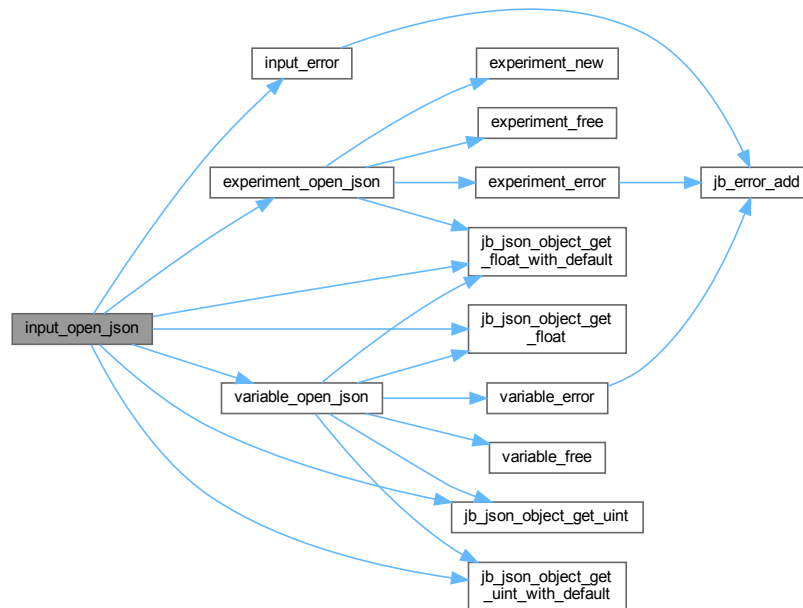 input_error
experiment_new
experiment_free
experiment_open_json
experiment_error
jb_error_add
jb_json_object_get
_float_with_default
input_open_json
jb_json_object_get
_float
variable_open_json
variable_error
variable_free
jb_json_object_get_uint
jb_json_object_get
_uint_with_default